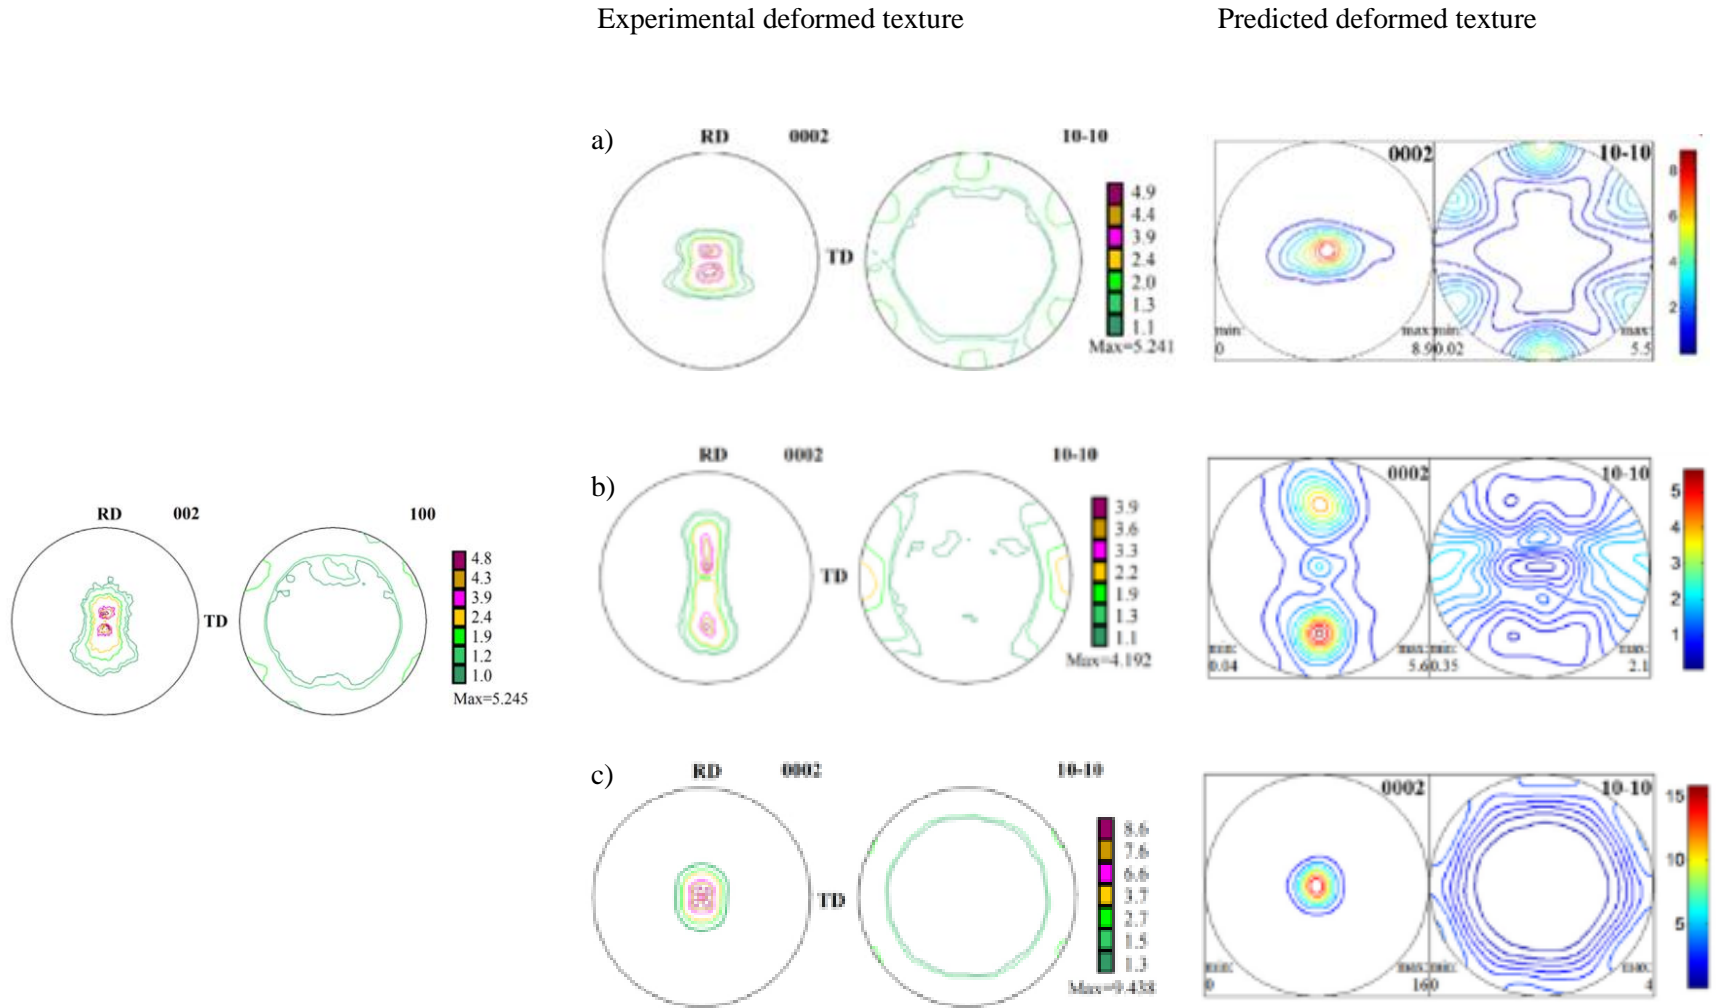 Experimental deformed texture
Predicted deformed texture
a)
RD 0002 10-10
TD
4.9
4.4
3.9
2.4
2.0
1.3
1.1
Max=5.241
0002 10-10
8
6
4
2
min: max: min: max:
0 8.9 0.02 5.5
b)
RD 0002 10-10
TD
3.9
3.6
3.3
2.2
1.9
1.3
1.1
Max=4.192
0002 10-10
5
4
3
2
1
min: max: min: max:
0.04 5.6 0.35 2.1
RD 002 100
TD
4.8
4.3
3.9
2.4
1.9
1.2
1.0
Max=5.245
c)
RD 0002 10-10
TD
8.6
7.6
6.6
3.7
2.7
1.5
1.3
Max=9.438
0002 10-10
15
10
5
min: max: min: max:
0 16 0 4